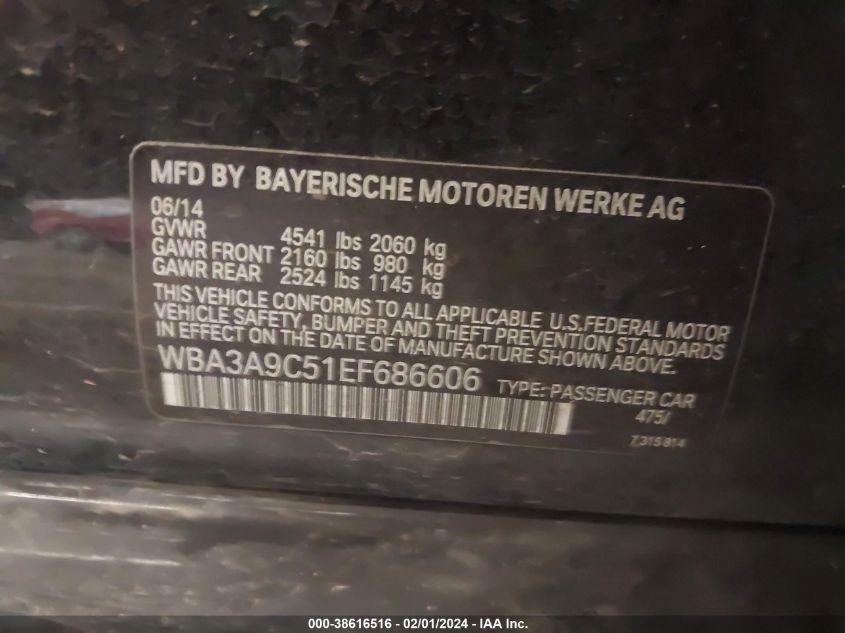 MFD BY BAYERISCHE MOTOREN WERKE AG
06/14
GVWR 4541 lbs 2060 kg
GAWR FRONT 2160 lbs 980 kg
GAWR REAR 2524 lbs 1145 kg
THIS VEHICLE CONFORMS TO ALL APPLICABLE U.S.FEDERAL MOTOR
VEHICLE SAFETY, BUMPER AND THEFT PREVENTION STANDARDS
IN EFFECT ON THE DATE OF MANUFACTURE SHOWN ABOVE.
WBA3A9C51EF686606 TYPE: PASSENGER CAR
475/
7 315 814
000-38616516 - 02/01/2024 - IAA Inc.